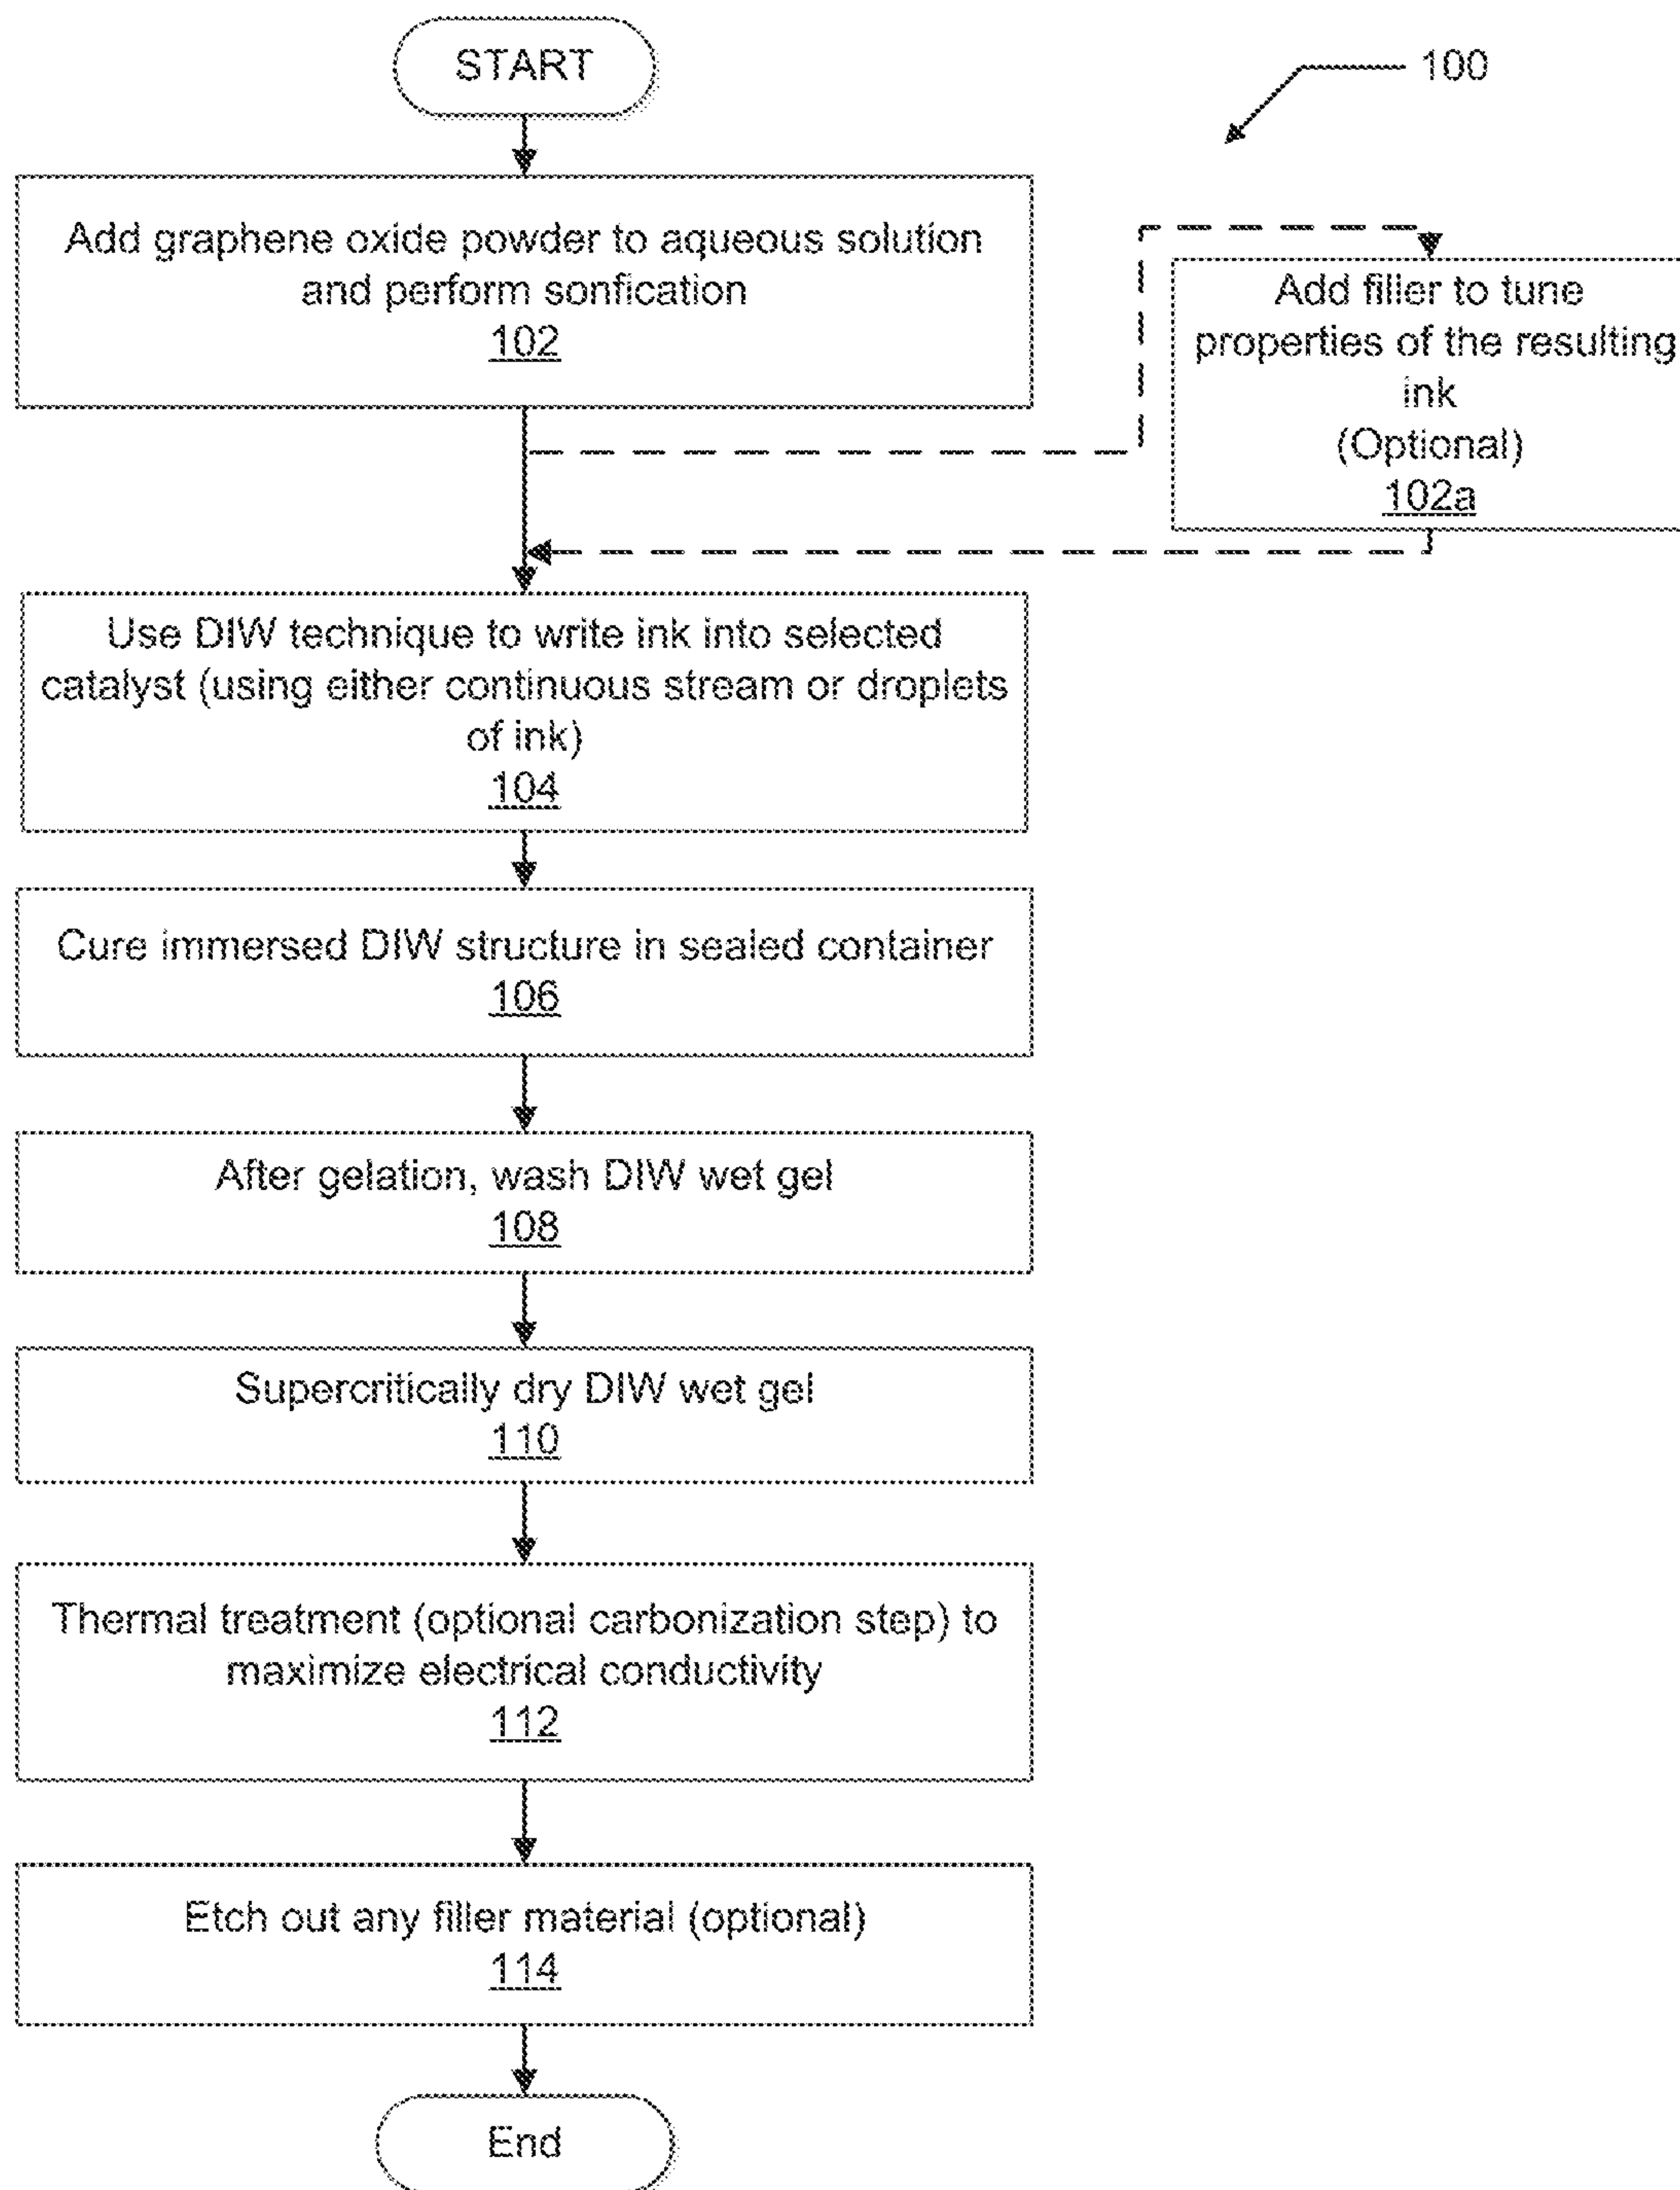 START
100
Add graphene oxide powder to aqueous solution
and perform sonfication
102
Add filler to tune
properties of the resulting
ink
(Optional)
102a
Use DIW technique to write ink into selected
catalyst (using either continuous stream or droplets
of ink)
104
Cure immersed DIW structure in sealed container
106
After gelation, wash DIW wet gel
108
Supercritically dry DIW wet gel
110
Thermal treatment (optional carbonization step) to
maximize electrical conductivity
112
Etch out any filler material (optional)
114
End